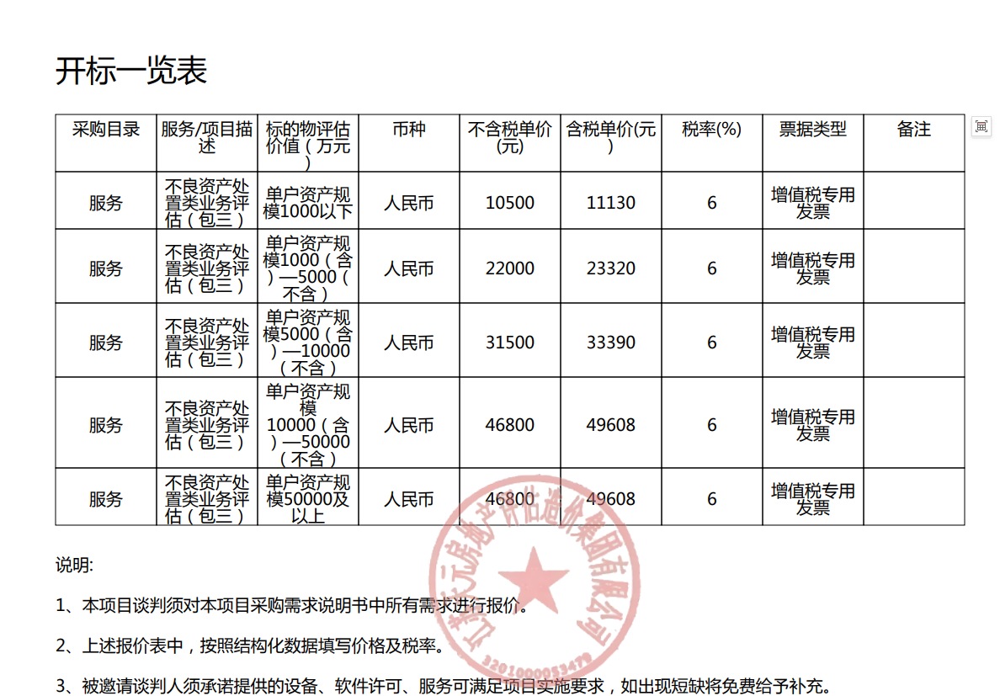 开标一览表
采购目录 服务/项目描述 标的物评估价值（万元） 币种 不含税单价(元) 含税单价(元) 税率(%) 票据类型 备注
服务 不良资产处置类业务评估（包三） 单户资产规模1000以下 人民币 10500 11130 6 增值税专用发票
服务 不良资产处置类业务评估（包三） 单户资产规模1000（含）—5000（不含） 人民币 22000 23320 6 增值税专用发票
服务 不良资产处置类业务评估（包三） 单户资产规模5000（含）—10000（不含） 人民币 31500 33390 6 增值税专用发票
服务 不良资产处置类业务评估（包三） 单户资产规模10000（含）—50000（不含） 人民币 46800 49608 6 增值税专用发票
服务 不良资产处置类业务评估（包三） 单户资产规模50000及以上 人民币 46800 49608 6 增值税专用发票
说明:
1、本项目谈判须对本项目采购需求说明书中所有需求进行报价。
2、上述报价表中，按照结构化数据填写价格及税率。
3、被邀请谈判人须承诺提供的设备、软件许可、服务可满足项目实施要求，如出现短缺将免费给予补充。
元房地产评估造价集团有限公司
3201000053479